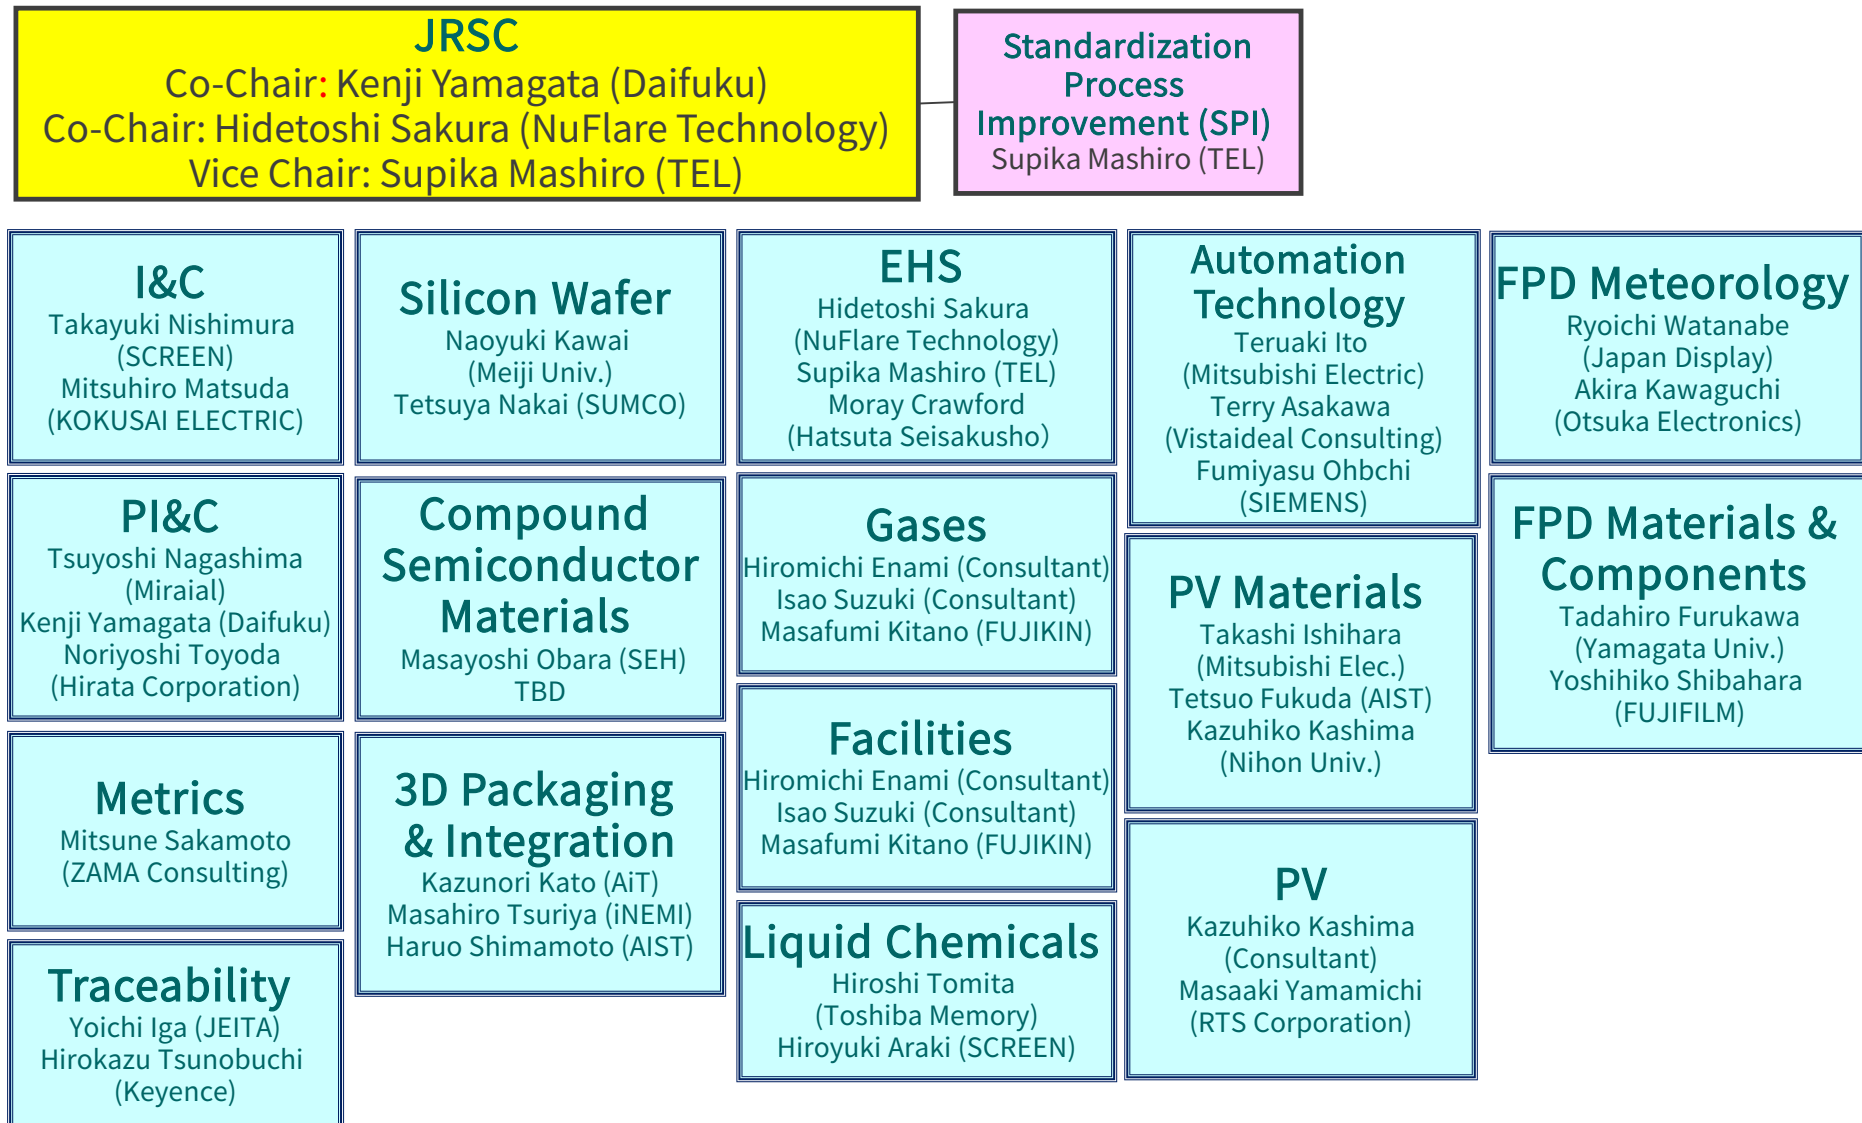 JRSC
Co-Chair: Kenji Yamagata (Daifuku)
Co-Chair: Hidetoshi Sakura (NuFlare Technology)
Vice Chair: Supika Mashiro (TEL)
Standardization
Process
Improvement (SPI)
Supika Mashiro (TEL)
I&C
Takayuki Nishimura
(SCREEN)
Mitsuhiro Matsuda
(KOKUSAI ELECTRIC)
Silicon Wafer
Naoyuki Kawai
(Meiji Univ.)
Tetsuya Nakai (SUMCO)
EHS
Hidetoshi Sakura
(NuFlare Technology)
Supika Mashiro (TEL)
Moray Crawford
(Hatsuta Seisakusho）
Automation
Technology
Teruaki Ito
(Mitsubishi Electric)
Terry Asakawa
(Vistaideal Consulting)
Fumiyasu Ohbchi
(SIEMENS)
FPD Meteorology
Ryoichi Watanabe
(Japan Display)
Akira Kawaguchi
(Otsuka Electronics)
PI&C
Tsuyoshi Nagashima
(Miraial)
Kenji Yamagata (Daifuku)
Noriyoshi Toyoda
(Hirata Corporation)
Compound
Semiconductor
Materials
Masayoshi Obara (SEH)
TBD
Gases
Hiromichi Enami (Consultant)
Isao Suzuki (Consultant)
Masafumi Kitano (FUJIKIN)
PV Materials
Takashi Ishihara
(Mitsubishi Elec.)
Tetsuo Fukuda (AIST)
Kazuhiko Kashima
(Nihon Univ.)
FPD Materials &
Components
Tadahiro Furukawa
(Yamagata Univ.)
Yoshihiko Shibahara
(FUJIFILM)
Metrics
Mitsune Sakamoto
(ZAMA Consulting)
3D Packaging
& Integration
Kazunori Kato (AiT)
Masahiro Tsuriya (iNEMI)
Haruo Shimamoto (AIST)
Facilities
Hiromichi Enami (Consultant)
Isao Suzuki (Consultant)
Masafumi Kitano (FUJIKIN)
PV
Kazuhiko Kashima
(Consultant)
Masaaki Yamamichi
(RTS Corporation)
Traceability
Yoichi Iga (JEITA)
Hirokazu Tsunobuchi
(Keyence)
Liquid Chemicals
Hiroshi Tomita
(Toshiba Memory)
Hiroyuki Araki (SCREEN)